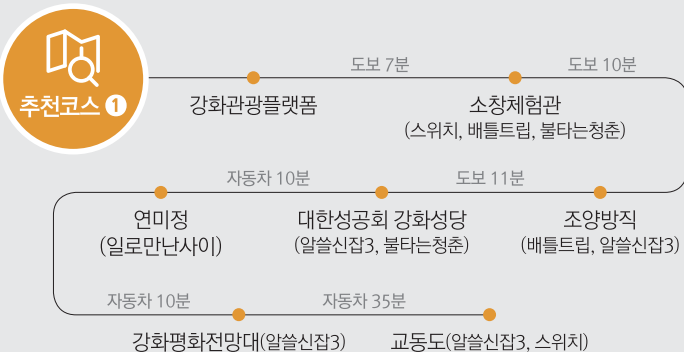 추천코스 ❶
도보 7분
도보 10분
강화관광플랫폼
소창체험관
(스위치, 배틀트립, 불타는청춘)
자동차 10분
도보 11분
연미정
(일로만난사이)
대한성공회 강화성당
(알쓸신잡3, 불타는청춘)
조양방직
(배틀트립, 알쓸신잡3)
자동차 10분
자동차 35분
강화평화전망대(알쓸신잡3)
교동도(알쓸신잡3, 스위치)